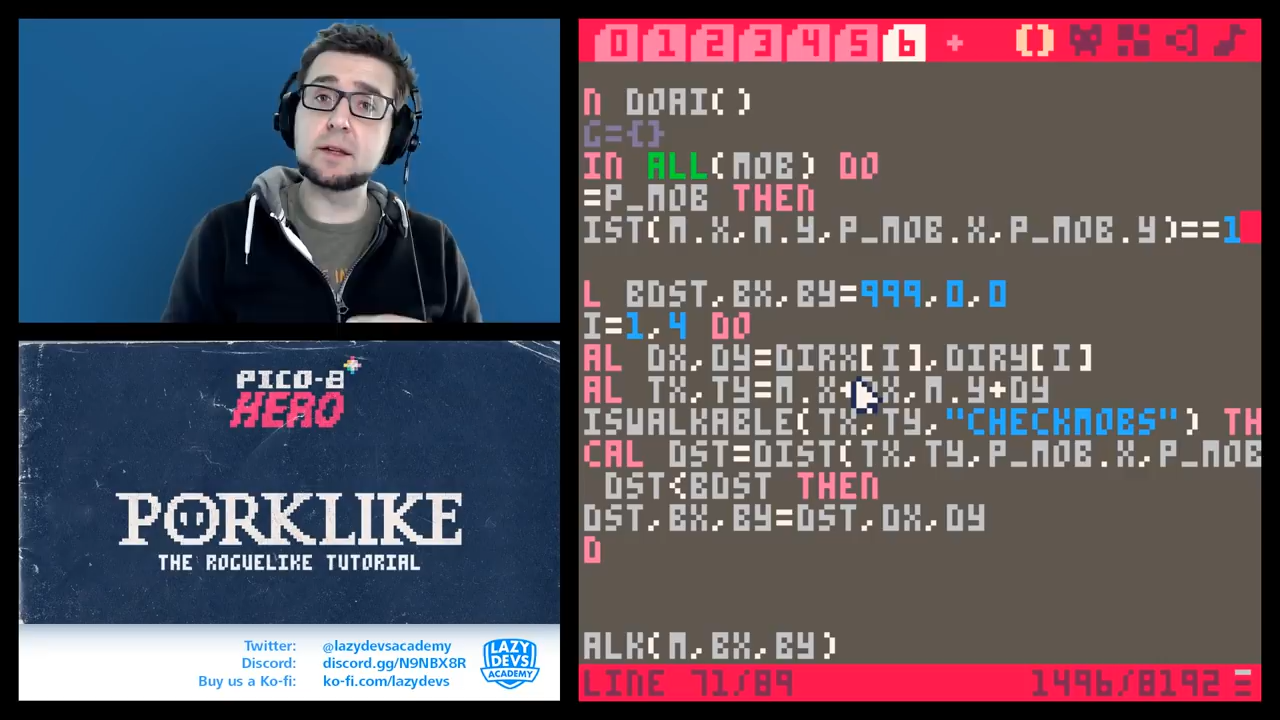 0 1 2 3 4 5 6 + ()
N DOAI()
G={}
IN ALL(MOB) DO
=P_MOB THEN
IST(M.X,M.Y,P_MOB.X,P_MOB.Y)==1
L BDST,BX,BY=999,0,0
I=1,4 DO
AL DX,DY=DIRX[I],DIRY[I]
AL TX,TY=M.X+DX,M.Y+DY
ISWALKABLE(TX,TY,"CHECKMOBS") TH
CAL DST=DIST(TX,TY,P_MOB.X,P_MOB
DST<BDST THEN
DST,BX,BY=DST,DX,DY
D
ALK(M,BX,BY)
LINE 71/89 1496/8192
PICO-8
HERO
PORKLIKE
THE ROGUELIKE TUTORIAL
Twitter: @lazydevsacademy
Discord: discord.gg/N9NBX8R
Buy us a Ko-fi: ko-fi.com/lazydevs
LAZY
DEVS
ACADEMY